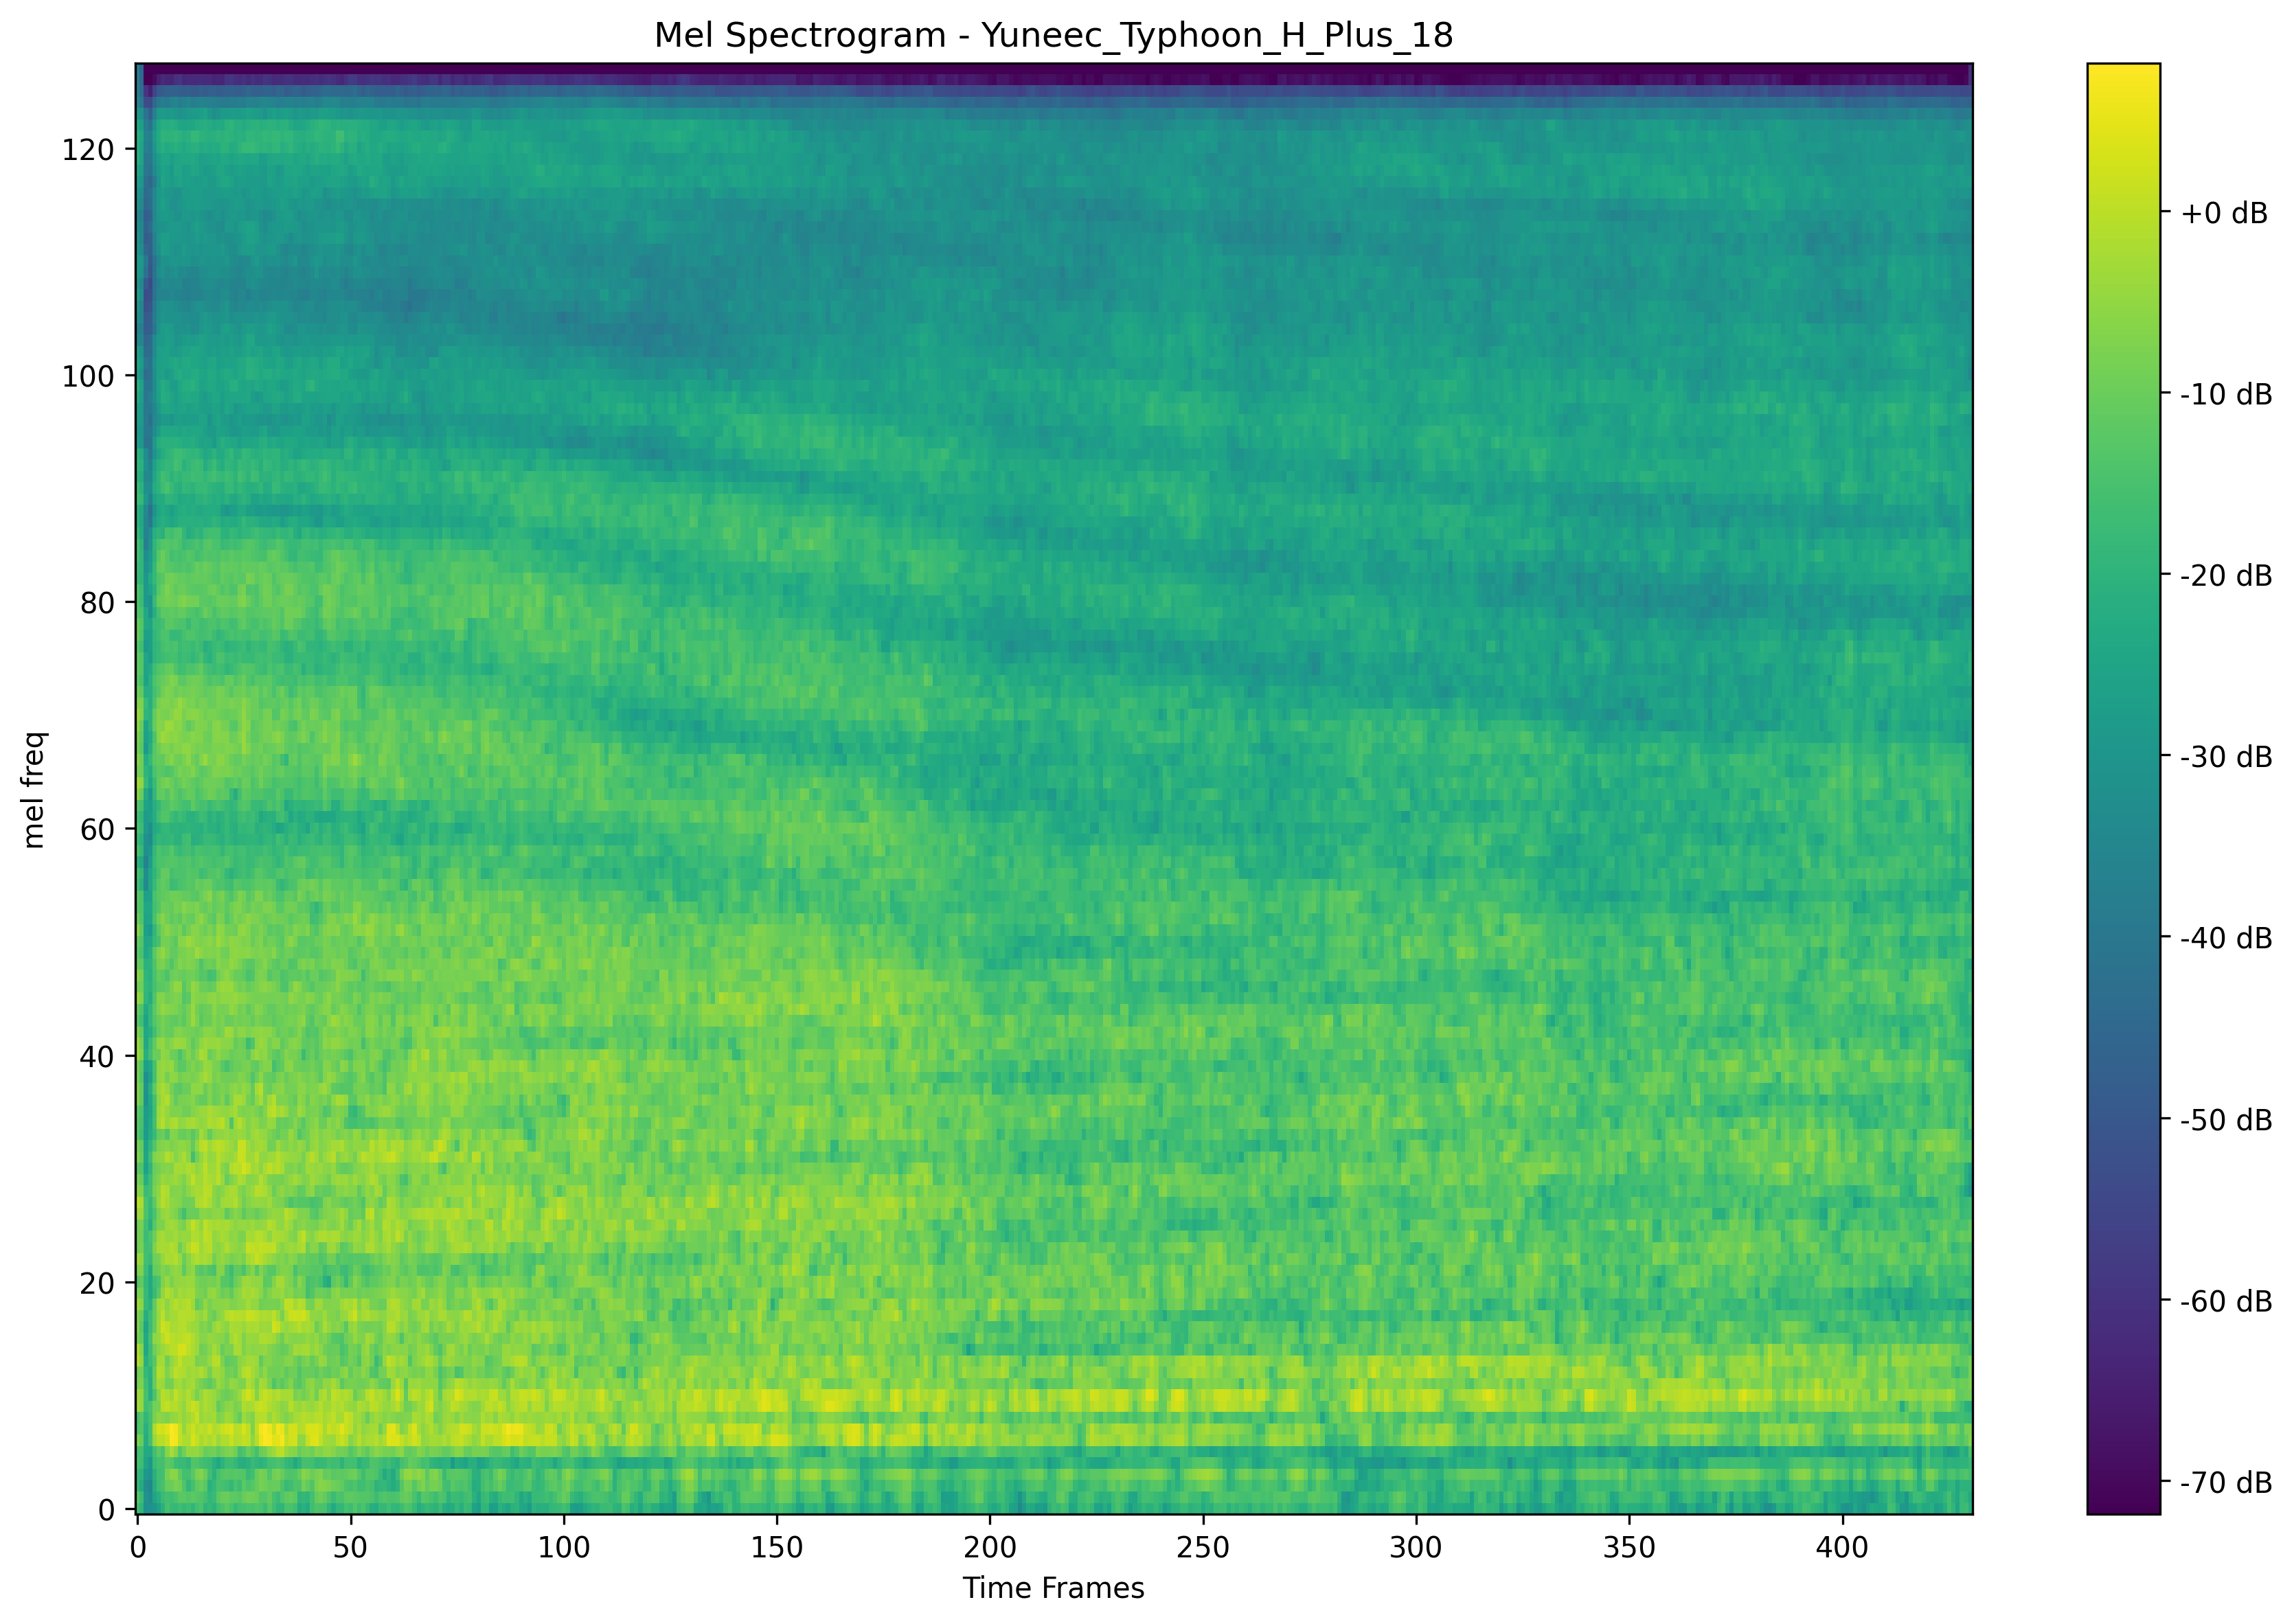 Mel Spectrogram - Yuneec_Typhoon_H_Plus_18
mel freq
120
100
80
60
40
20
0
0 50 100 150 200 250 300 350 400
Time Frames
+0 dB
-10 dB
-20 dB
-30 dB
-40 dB
-50 dB
-60 dB
-70 dB